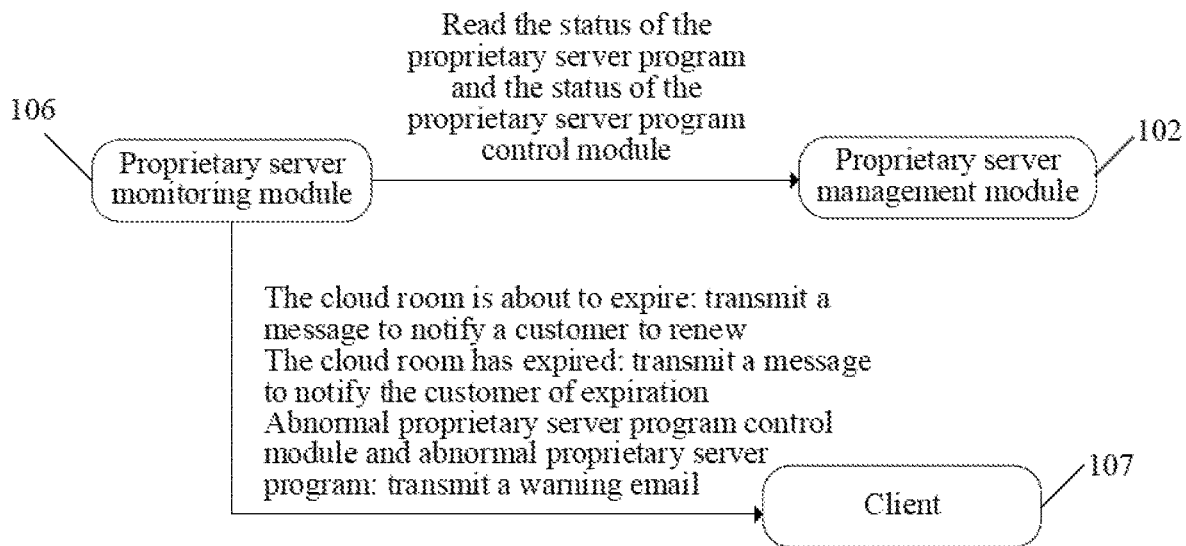 Read the status of the
proprietary server program
and the status of the
proprietary server program
control module
106
102
Proprietary server
monitoring module
Proprietary server
management module
The cloud room is about to expire: transmit a
message to notify a customer to renew
The cloud room has expired: transmit a message
to notify the customer of expiration
Abnormal proprietary server program control
module and abnormal proprietary server
program: transmit a warning email
107
Client